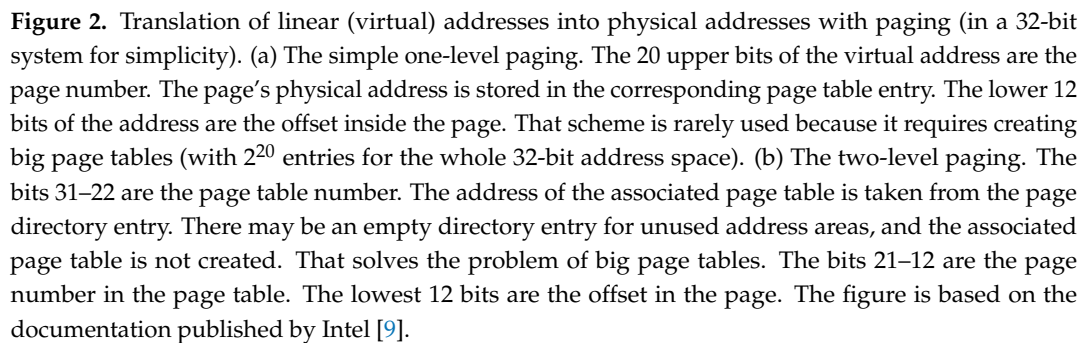 Figure 2. Translation of linear (virtual) addresses into physical addresses with paging (in a 32-bit
system for simplicity). (a) The simple one-level paging. The 20 upper bits of the virtual address are the
page number. The page's physical address is stored in the corresponding page table entry. The lower 12
bits of the address are the offset inside the page. That scheme is rarely used because it requires creating
big page tables (with 2²⁰ entries for the whole 32-bit address space). (b) The two-level paging. The
bits 31–22 are the page table number. The address of the associated page table is taken from the page
directory entry. There may be an empty directory entry for unused address areas, and the associated
page table is not created. That solves the problem of big page tables. The bits 21–12 are the page
number in the page table. The lowest 12 bits are the offset in the page. The figure is based on the
documentation published by Intel [9].